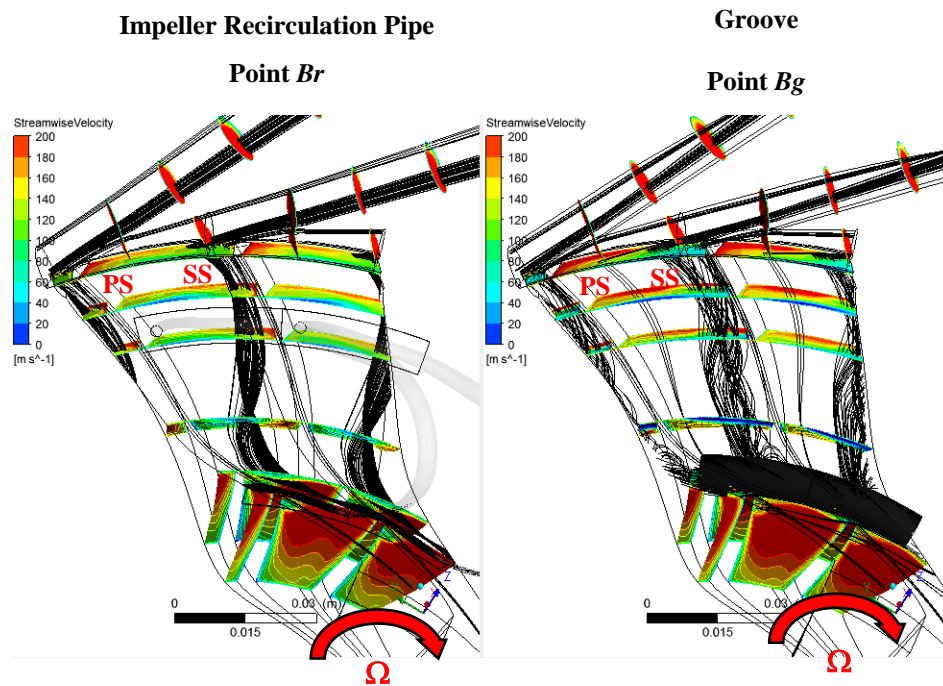 Impeller Recirculation Pipe
Point Br
Groove
Point Bg
StreamwiseVelocity
200
180
160
140
120
100
80
60
40
20
0
[m s^-1]
PS
SS
0
0.03 (m)
0.015
Z
Ω
StreamwiseVelocity
200
180
160
140
120
100
80
60
40
20
0
[m s^-1]
PS
SS
0
0.03
0.015
Z
Ω